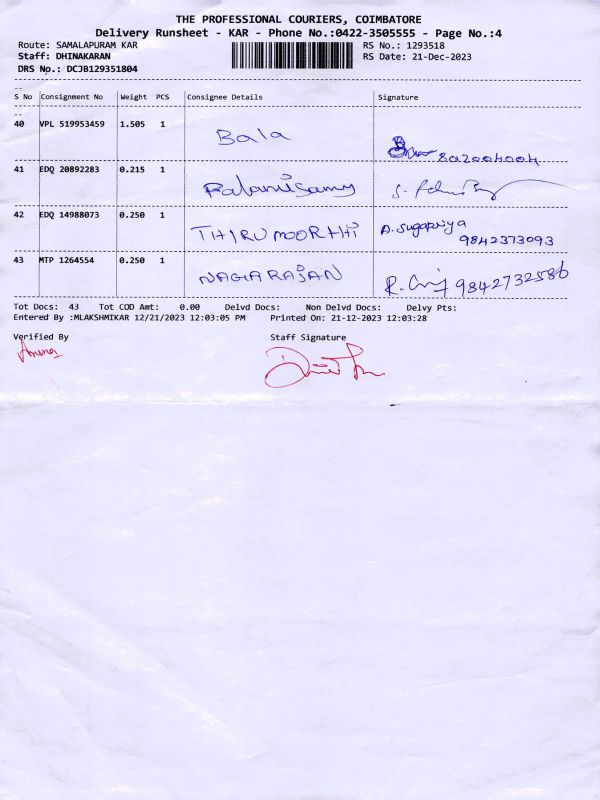 THE PROFESSIONAL COURIERS, COIMBATORE
Delivery Runsheet - KAR - Phone No.:0422-3505555 - Page No.:4
Route: SAMALAPURAM KAR RS No.: 1293518
Staff: DHINAKARAN RS Date: 21-Dec-2023
DRS No.: DCJB129351804
S No Consignment No Weight PCS Consignee Details Signature
40 VPL 519953459 1.505 1 Bala 8020040004
41 EDQ 20892283 0.215 1 Palanisamy S.
42 EDQ 14988073 0.250 1 THIRUMOORTHI A. Sugapriya
9842373093
43 MTP 1264554 0.250 1 NAGARAJAN R. 9842732586
Tot Docs: 43 Tot COD Amt: 0.00 Delvd Docs: Non Delvd Docs: Delvy Pts:
Entered By :MLAKSHMIKAR 12/21/2023 12:03:05 PM Printed On: 21-12-2023 12:03:28
Verified By Staff Signature